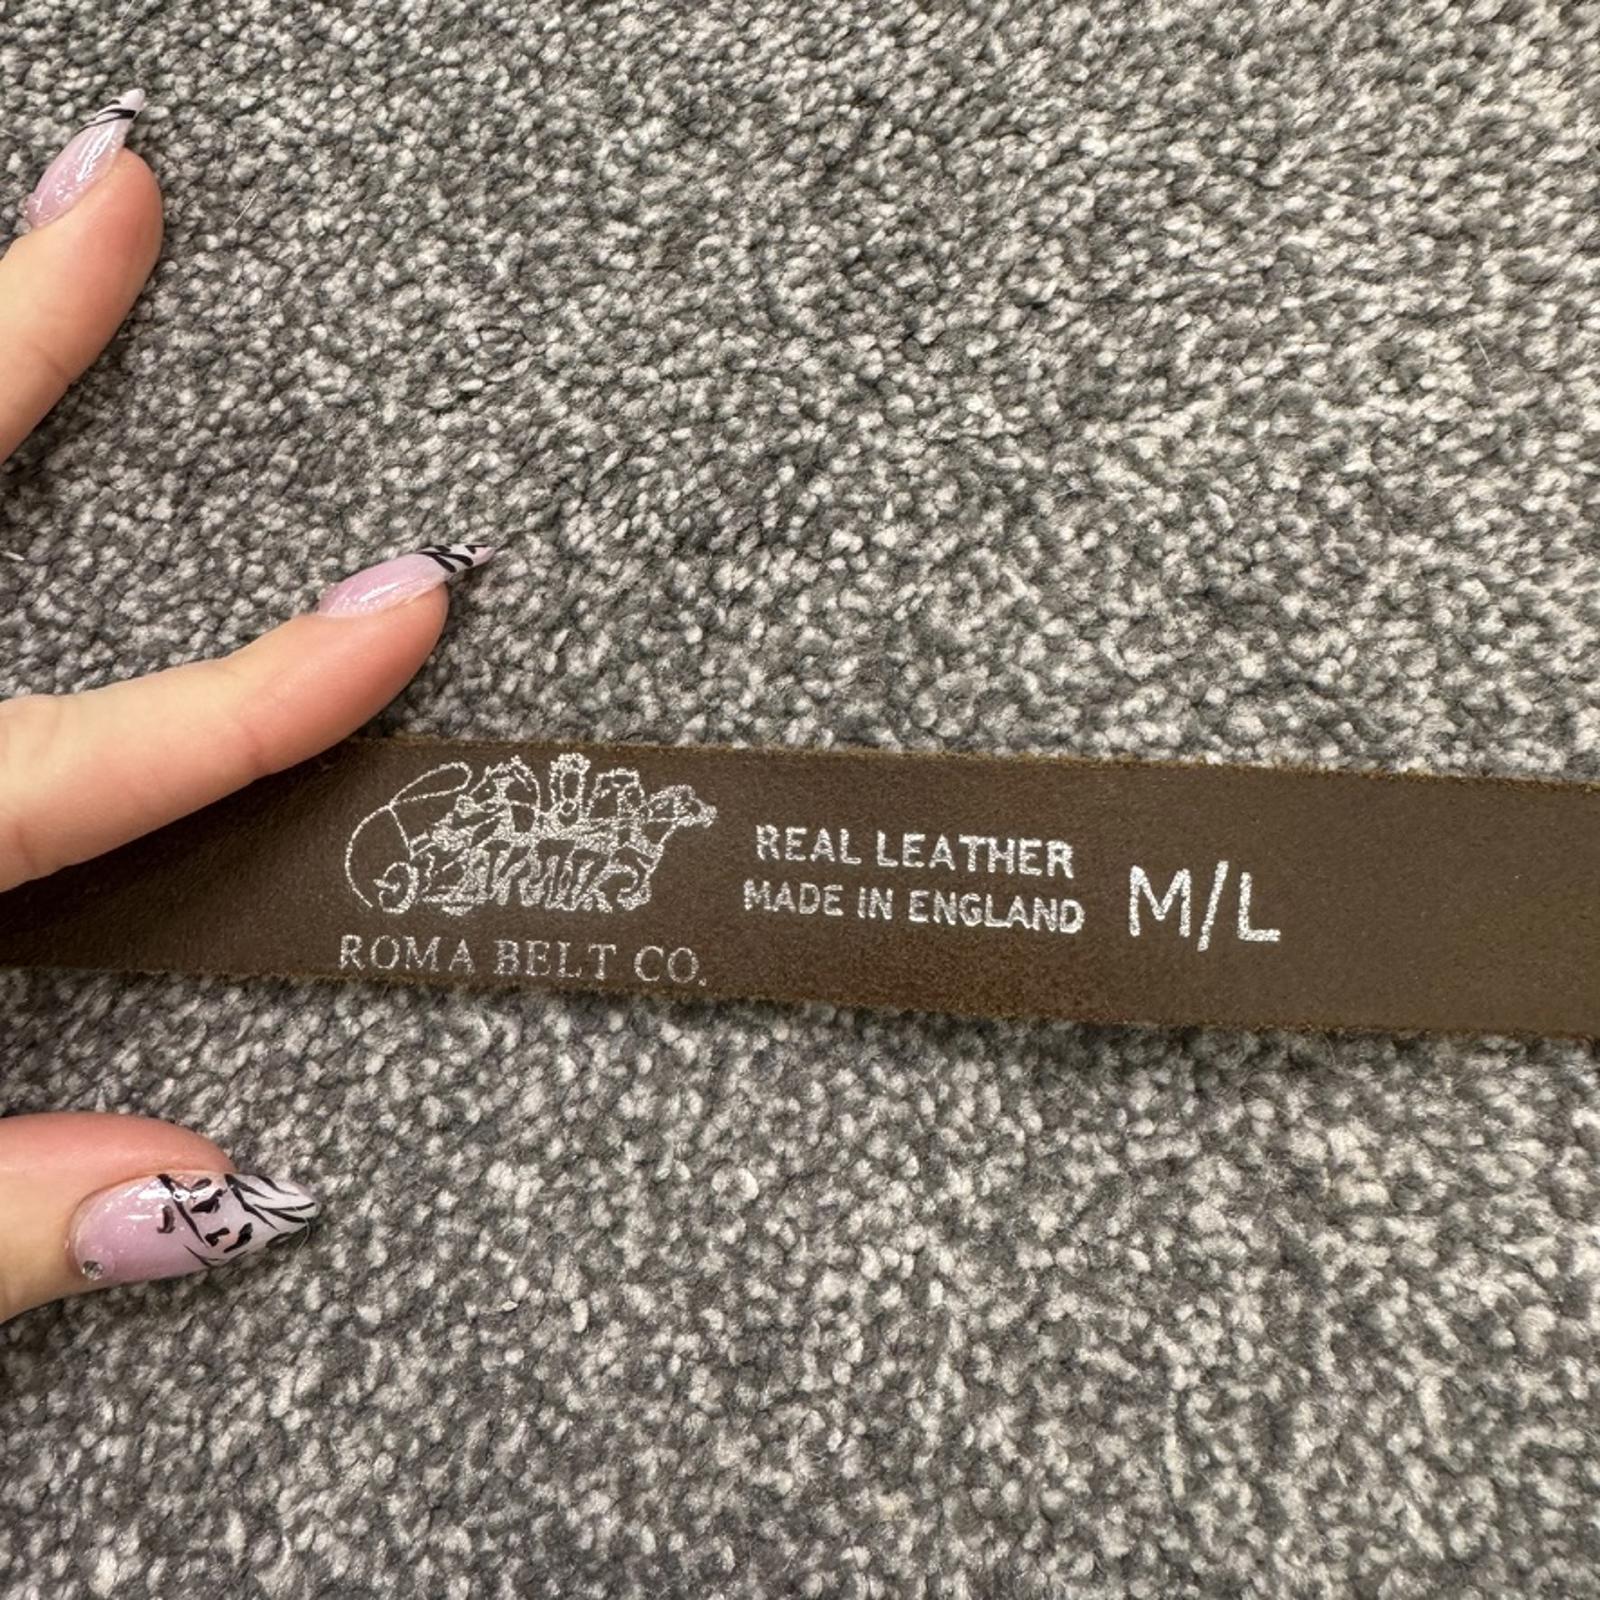 ROMA BELT CO.
REAL LEATHER
MADE IN ENGLAND
M/L